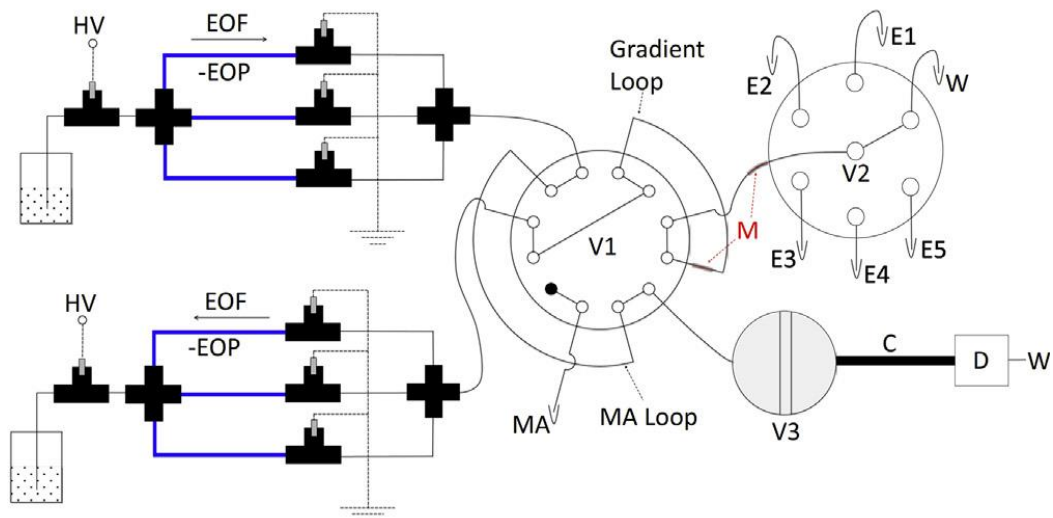 HV
EOF
-EOP
Gradient
Loop
E1
E2
W
V2
M
V1
E3
E4
E5
HV
EOF
-EOP
MA
MA Loop
V3
C
D
W